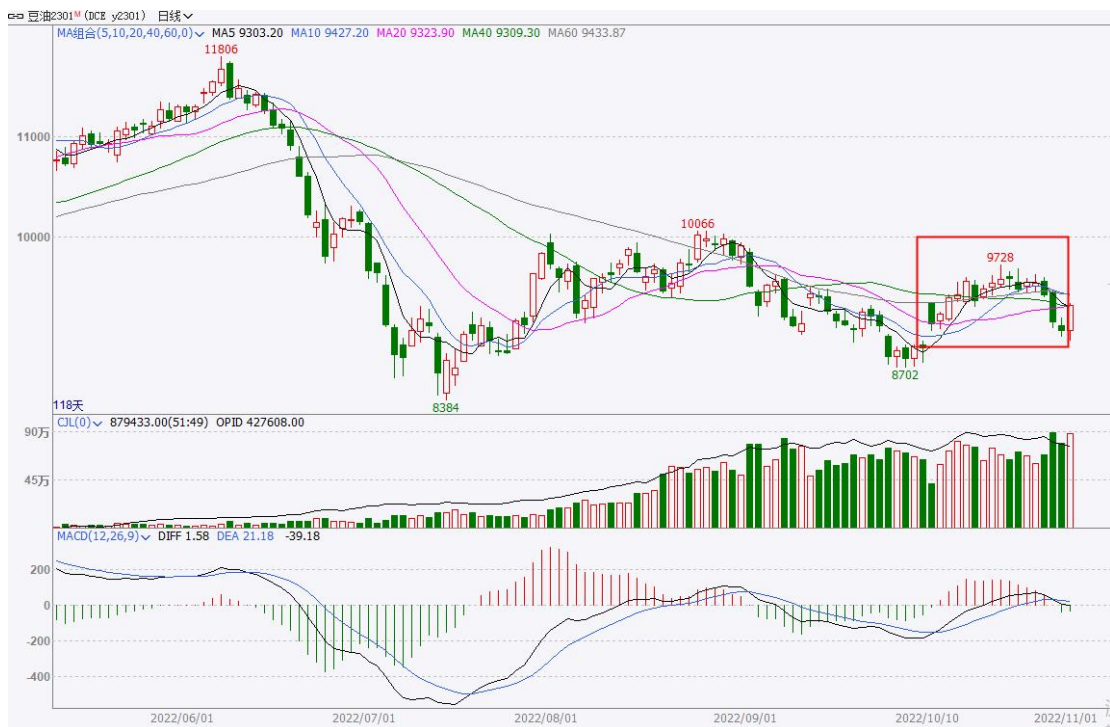 豆油2301M (DCE y2301) 日线
MA组合(5,10,20,40,60,0) MA5 9303.20 MA10 9427.20 MA20 9323.90 MA40 9309.30 MA60 9433.87
11806
11000
10066
10000
9728
8702
8384
118天
CJL(0) 879433.00(51:49) OPID 427608.00
90万
45万
MACD(12,26,9) DIFF 1.58 DEA 21.18 -39.18
200
0
-200
-400
2022/06/01 2022/07/01 2022/08/01 2022/09/01 2022/10/10 2022/11/01